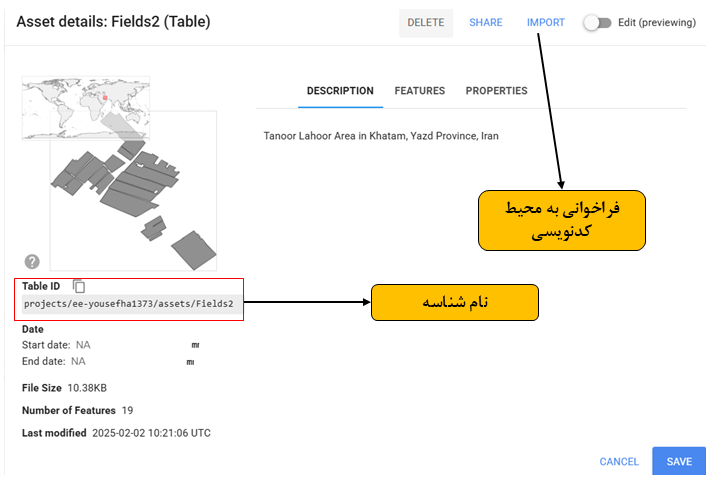 Asset details: Fields2 (Table)
DELETE
SHARE
IMPORT
Edit (previewing)
DESCRIPTION
FEATURES
PROPERTIES
Tanoor Lahoor Area in Khatam, Yazd Province, Iran
فراخوانی به محیط
کدنویسی
?
Table ID
projects/ee-yousefha1373/assets/Fields2
نام شناسه
Date
Start date: NA
End date: NA
File Size 10.38KB
Number of Features 19
Last modified 2025-02-02 10:21:06 UTC
CANCEL
SAVE